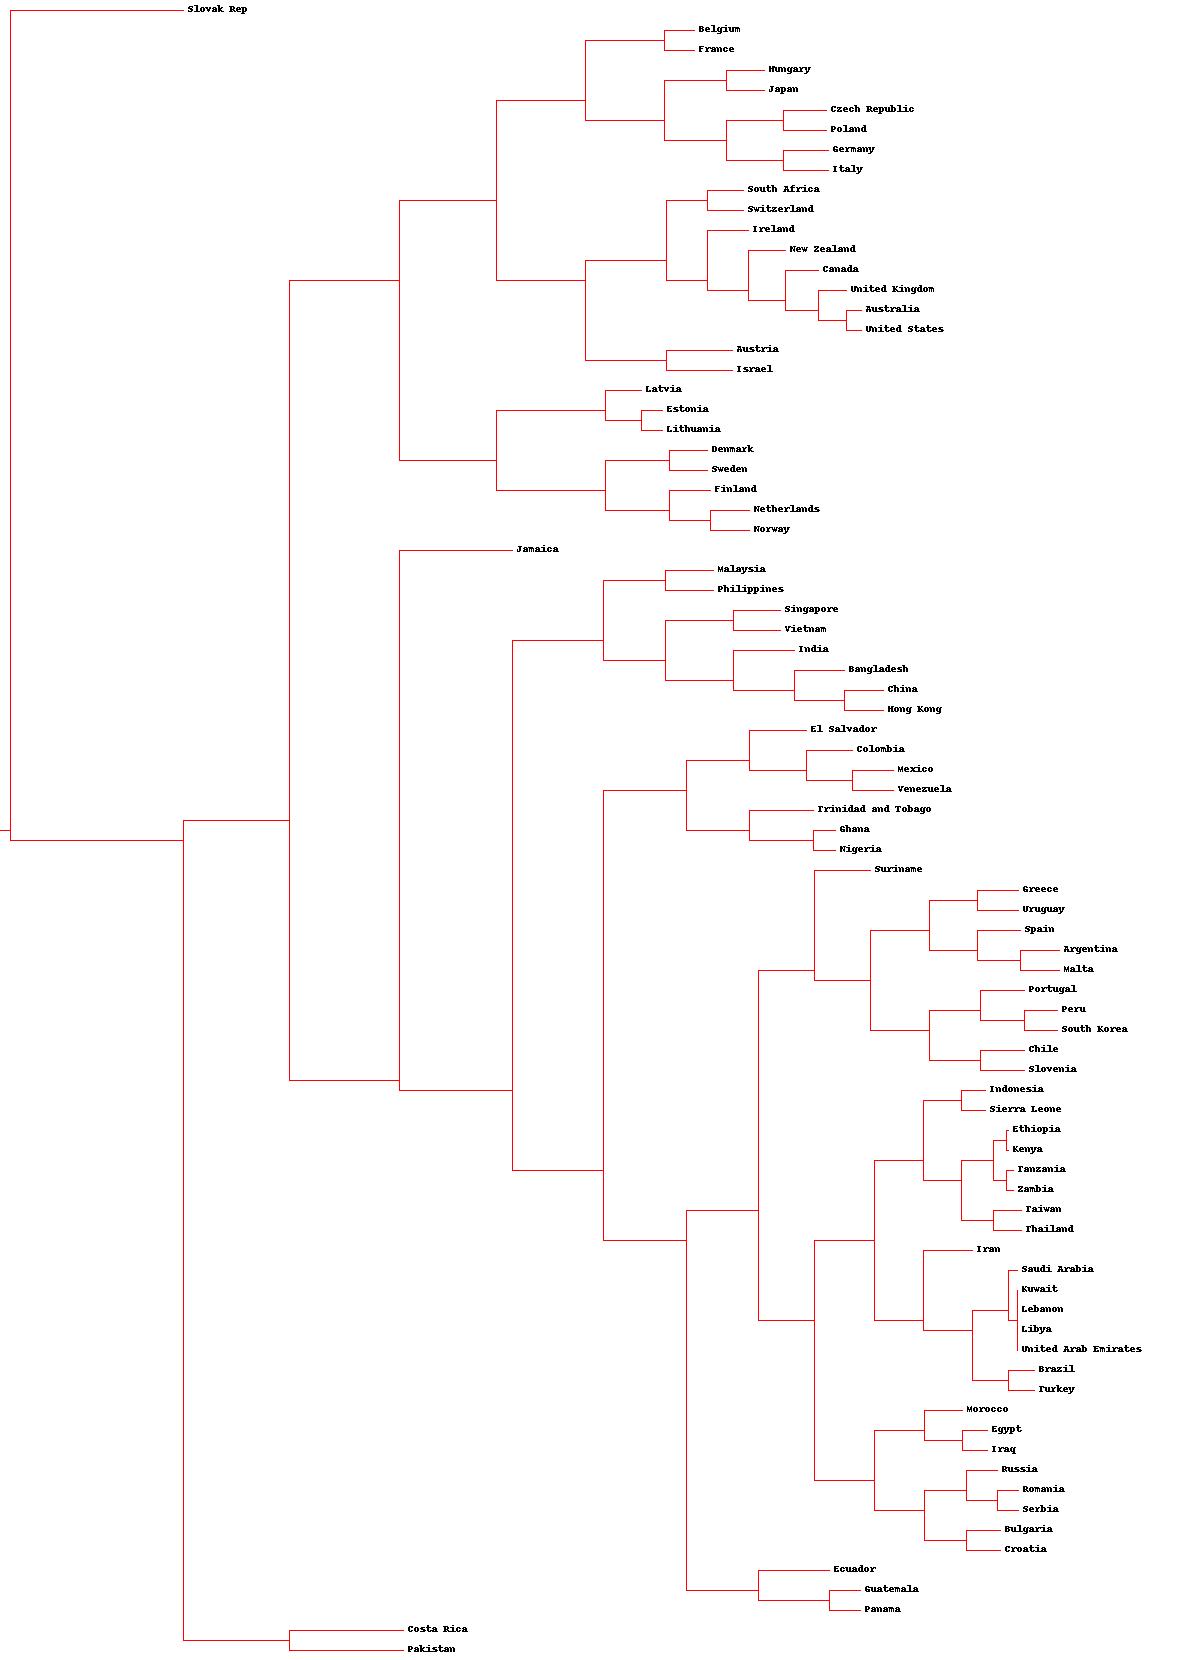 Slovak Rep
Belgium
France
Hungary
Japan
Czech Republic
Poland
Germany
Italy
South Africa
Switzerland
Ireland
New Zealand
Canada
United Kingdom
Australia
United States
Austria
Israel
Latvia
Estonia
Lithuania
Denmark
Sweden
Finland
Netherlands
Norway
Jamaica
Malaysia
Philippines
Singapore
Vietnam
India
Bangladesh
China
Hong Kong
El Salvador
Colombia
Mexico
Venezuela
Trinidad and Tobago
Ghana
Nigeria
Suriname
Greece
Uruguay
Spain
Argentina
Malta
Portugal
Peru
South Korea
Chile
Slovenia
Indonesia
Sierra Leone
Ethiopia
Kenya
Tanzania
Zambia
Taiwan
Thailand
Iran
Saudi Arabia
Kuwait
Lebanon
Libya
United Arab Emirates
Brazil
Turkey
Morocco
Egypt
Iraq
Russia
Romania
Serbia
Bulgaria
Croatia
Ecuador
Guatemala
Panama
Costa Rica
Pakistan